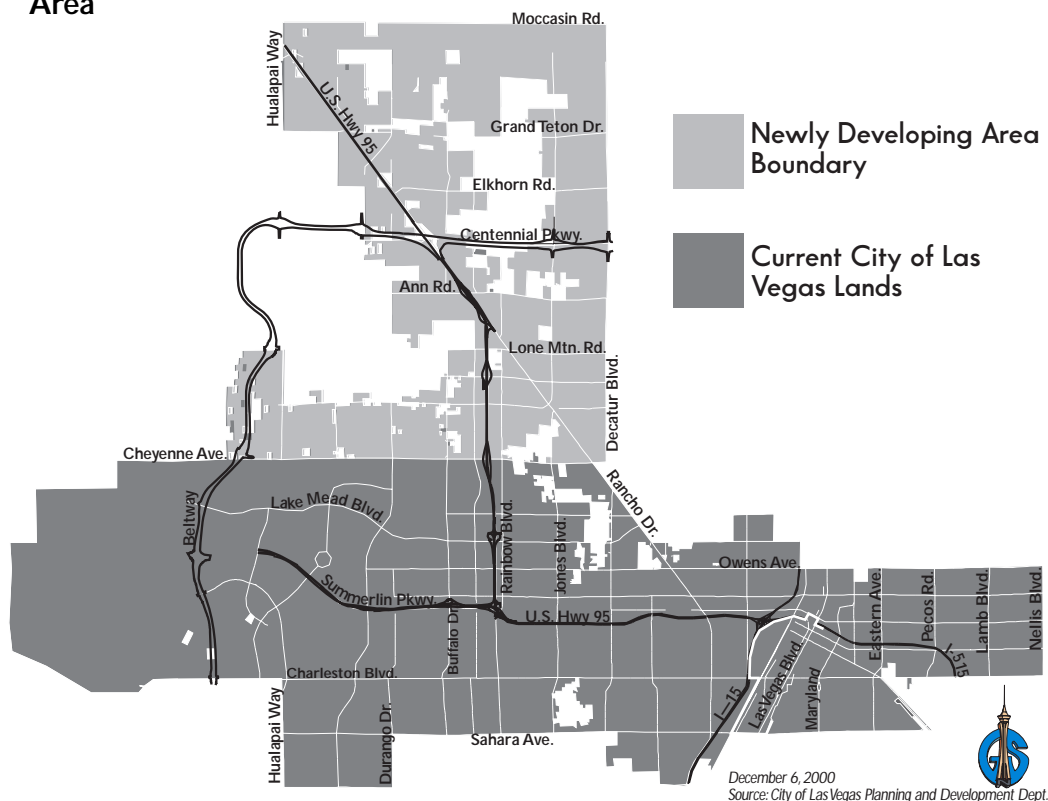 Area
Moccasin Rd.
Hualapai Way
U.S. Hwy 95
Grand Teton Dr.
Elkhorn Rd.
Centennial Pkwy.
Ann Rd.
Lone Mtn. Rd.
Decatur Blvd.
Newly Developing Area
Boundary
Current City of Las
Vegas Lands
Cheyenne Ave.
Beltway
Lake Mead Blvd.
Rainbow Blvd.
Jones Blvd.
Rancho Dr.
Owens Ave.
Summerlin Pkwy.
Buffalo Dr.
U.S. Hwy 95
Eastern Ave.
Pecos Rd.
Lamb Blvd.
Nellis Blvd.
I-515
Charleston Blvd.
Hualapai Way
Durango Dr.
Sahara Ave.
I-15
Las Vegas Blvd.
Maryland
GIS
December 6, 2000
Source: City of Las Vegas Planning and Development Dept.